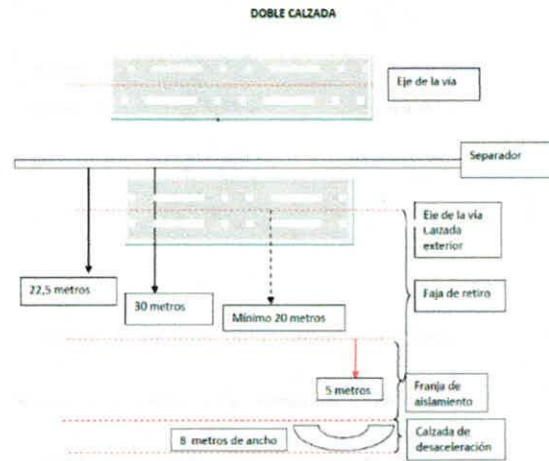 DOBLE CALZADA
Eje de la vía
Separador
Eje de la vía
Calzada
exterior
22,5 metros
30 metros
Mínimo 20 metros
Faja de retiro
5 metros
Franja de
aislamiento
8 metros de ancho
Calzada de
desaceleración